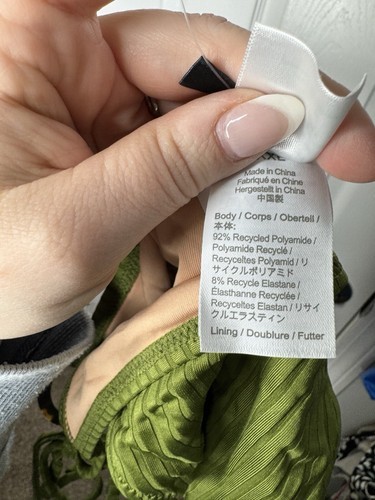 Made in China
Fabriqué en Chine
Hergestellt in China
中国製
Body / Corps / Oberteil /
本体:
92% Recycled Polyamide /
Polyamide Recyclé /
Recyceltes Polyamid / リ
サイクルポリアミド
8% Recycle Elastane /
Élasthanne Recyclée /
Recyceltes Elastan / リサイ
クルエラスティン
Lining / Doublure / Futter